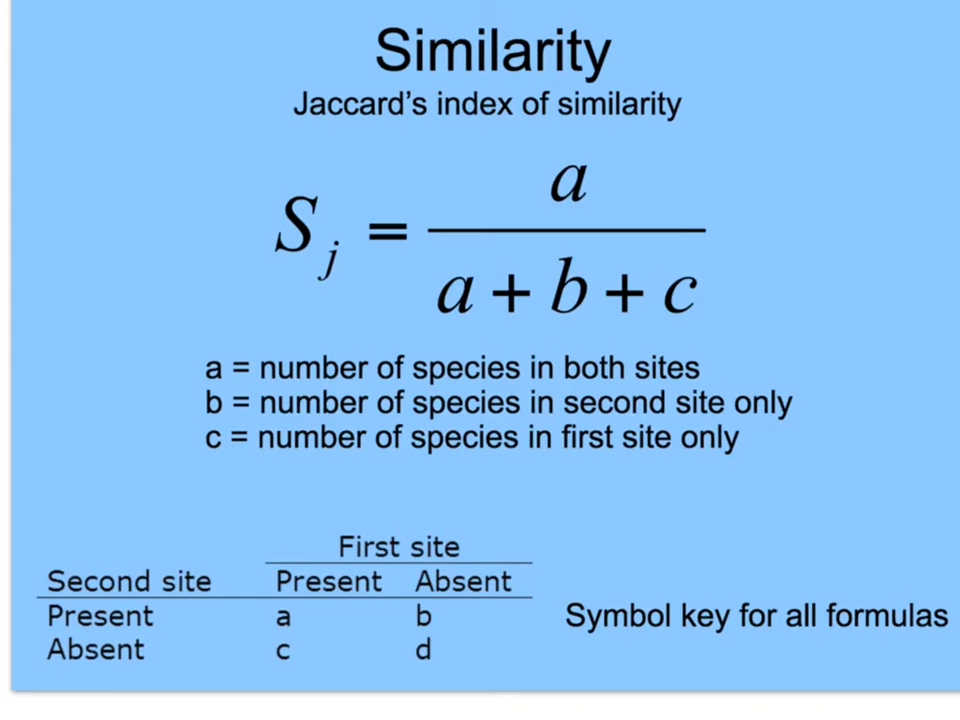 Similarity
Jaccard’s index of similarity
S_j = a / (a + b + c)
a = number of species in both sites
b = number of species in second site only
c = number of species in first site only
First site
Second site Present Absent
Present a b
Absent c d
Symbol key for all formulas